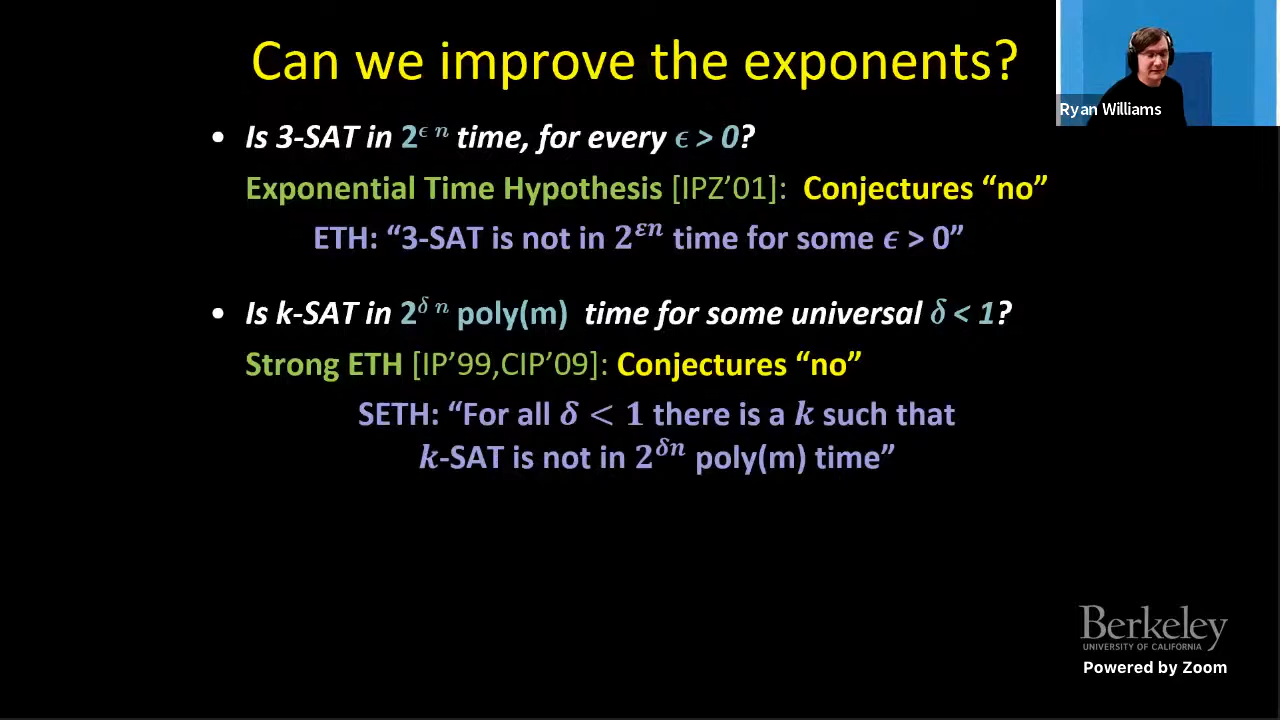 Can we improve the exponents?
Ryan Williams
• Is 3-SAT in 2^{ϵ n} time, for every ϵ > 0?
Exponential Time Hypothesis [IPZ’01]: Conjectures “no”
ETH: “3-SAT is not in 2^{εn} time for some ϵ > 0”
• Is k-SAT in 2^{δ n} poly(m) time for some universal δ < 1?
Strong ETH [IP’99,CIP’09]: Conjectures “no”
SETH: “For all δ < 1 there is a k such that
k-SAT is not in 2^{δn} poly(m) time”
Berkeley
UNIVERSITY OF CALIFORNIA
Powered by Zoom